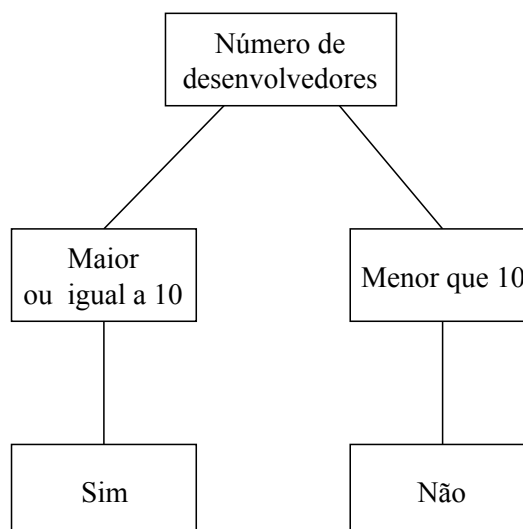 Número de
desenvolvedores
Maior
ou igual a 10
Menor que 10
Sim
Não